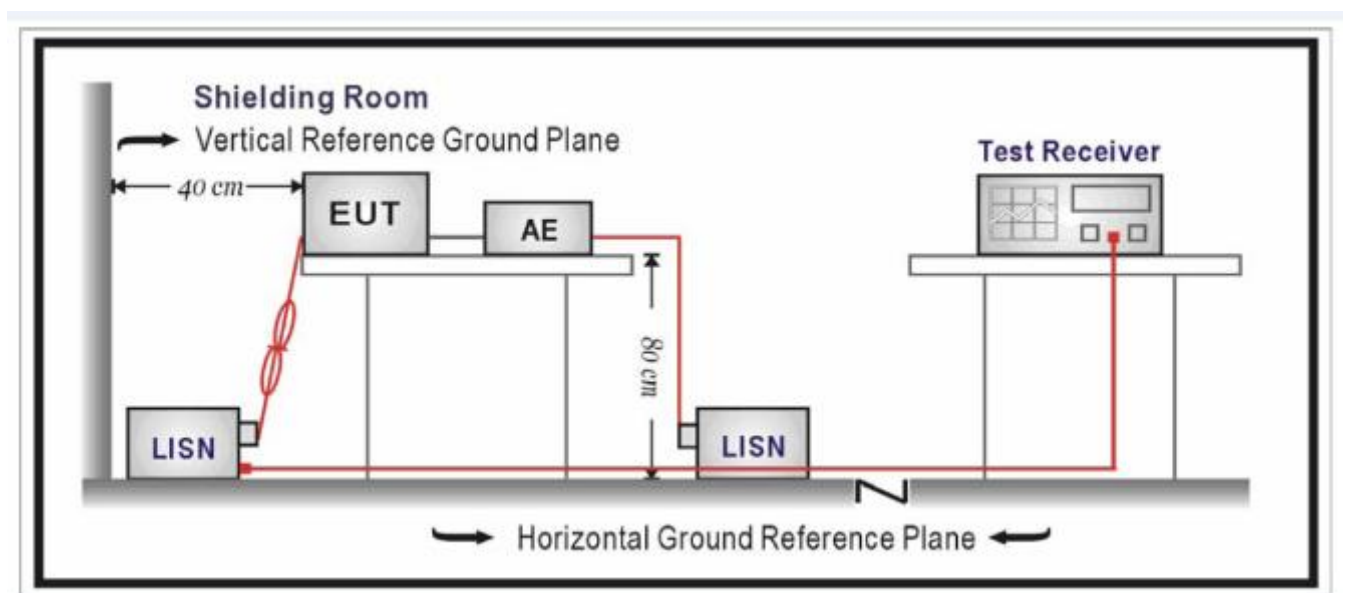 Shielding Room
Vertical Reference Ground Plane
Test Receiver
40 cm
EUT
AE
80 cm
LISN
LISN
Horizontal Ground Reference Plane